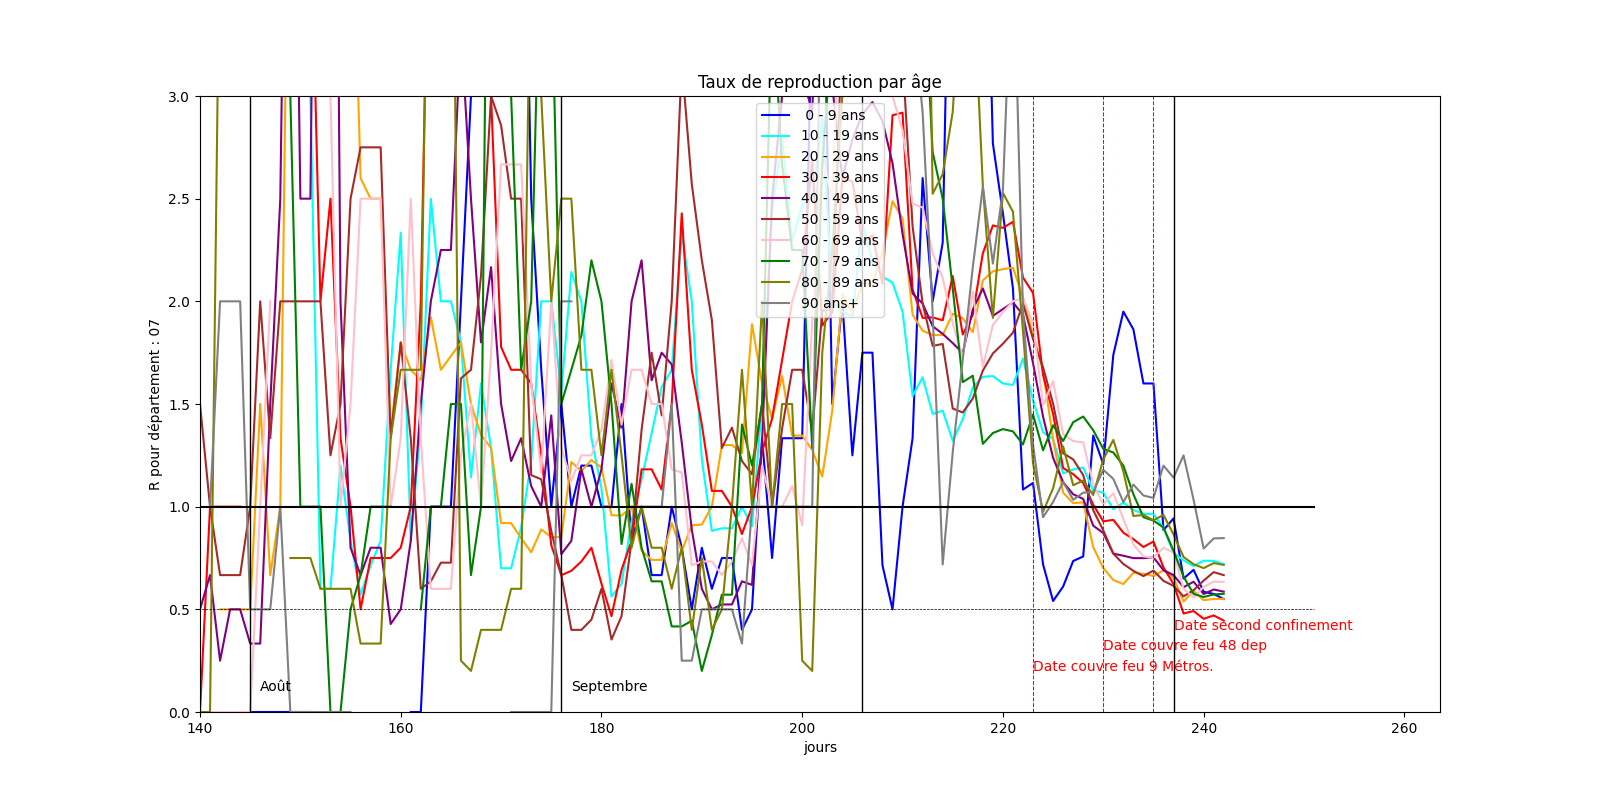 Taux de reproduction par âge
R pour département : 07
3.0
2.5
2.0
1.5
1.0
0.5
0.0
0 - 9 ans
10 - 19 ans
20 - 29 ans
30 - 39 ans
40 - 49 ans
50 - 59 ans
60 - 69 ans
70 - 79 ans
80 - 89 ans
90 ans+
Date second confinement
Date couvre feu 48 dep
Date couvre feu 9 Métros.
Août
Septembre
140 160 180 200 220 240 260
jours